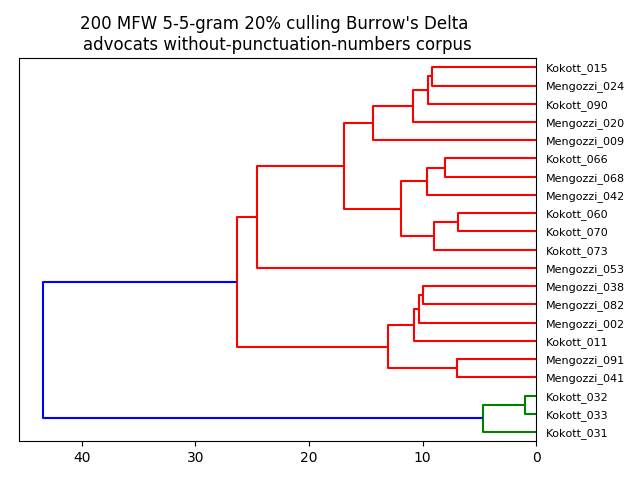 200 MFW 5-5-gram 20% culling Burrow's Delta
advocats without-punctuation-numbers corpus
Kokott_015
Mengozzi_024
Kokott_090
Mengozzi_020
Mengozzi_009
Kokott_066
Mengozzi_068
Mengozzi_042
Kokott_060
Kokott_070
Kokott_073
Mengozzi_053
Mengozzi_038
Mengozzi_082
Mengozzi_002
Kokott_011
Mengozzi_091
Mengozzi_041
Kokott_032
Kokott_033
Kokott_031
40 30 20 10 0